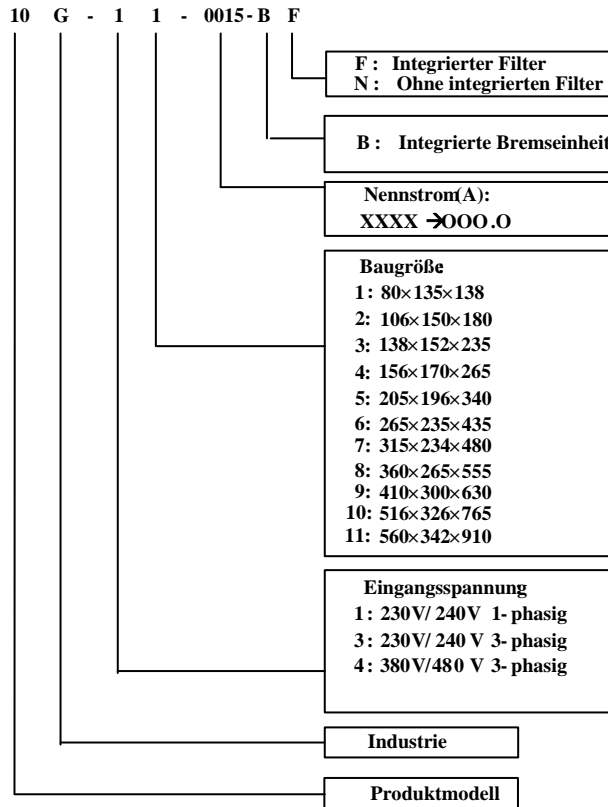 10 G - 1 1 - 0015 - B F
F : Integrierter Filter
N : Ohne integrierten Filter
B : Integrierte Bremseinheit
Nennstrom(A):
XXXX →OOO.O
Baugröße:
1: 80×135×138
2: 106×150×180
3: 138×152×235
4: 156×170×265
5: 205×196×340
6: 265×235×435
7: 315×234×480
8: 360×265×555
9: 410×300×630
10: 516×326×765
11: 560×342×910
Eingangsspannung
1: 230V/ 240V 1- phasig
3: 230V/ 240 V 3- phasig
4: 380V/480 V 3- phasig
Industrie
Produktmodell